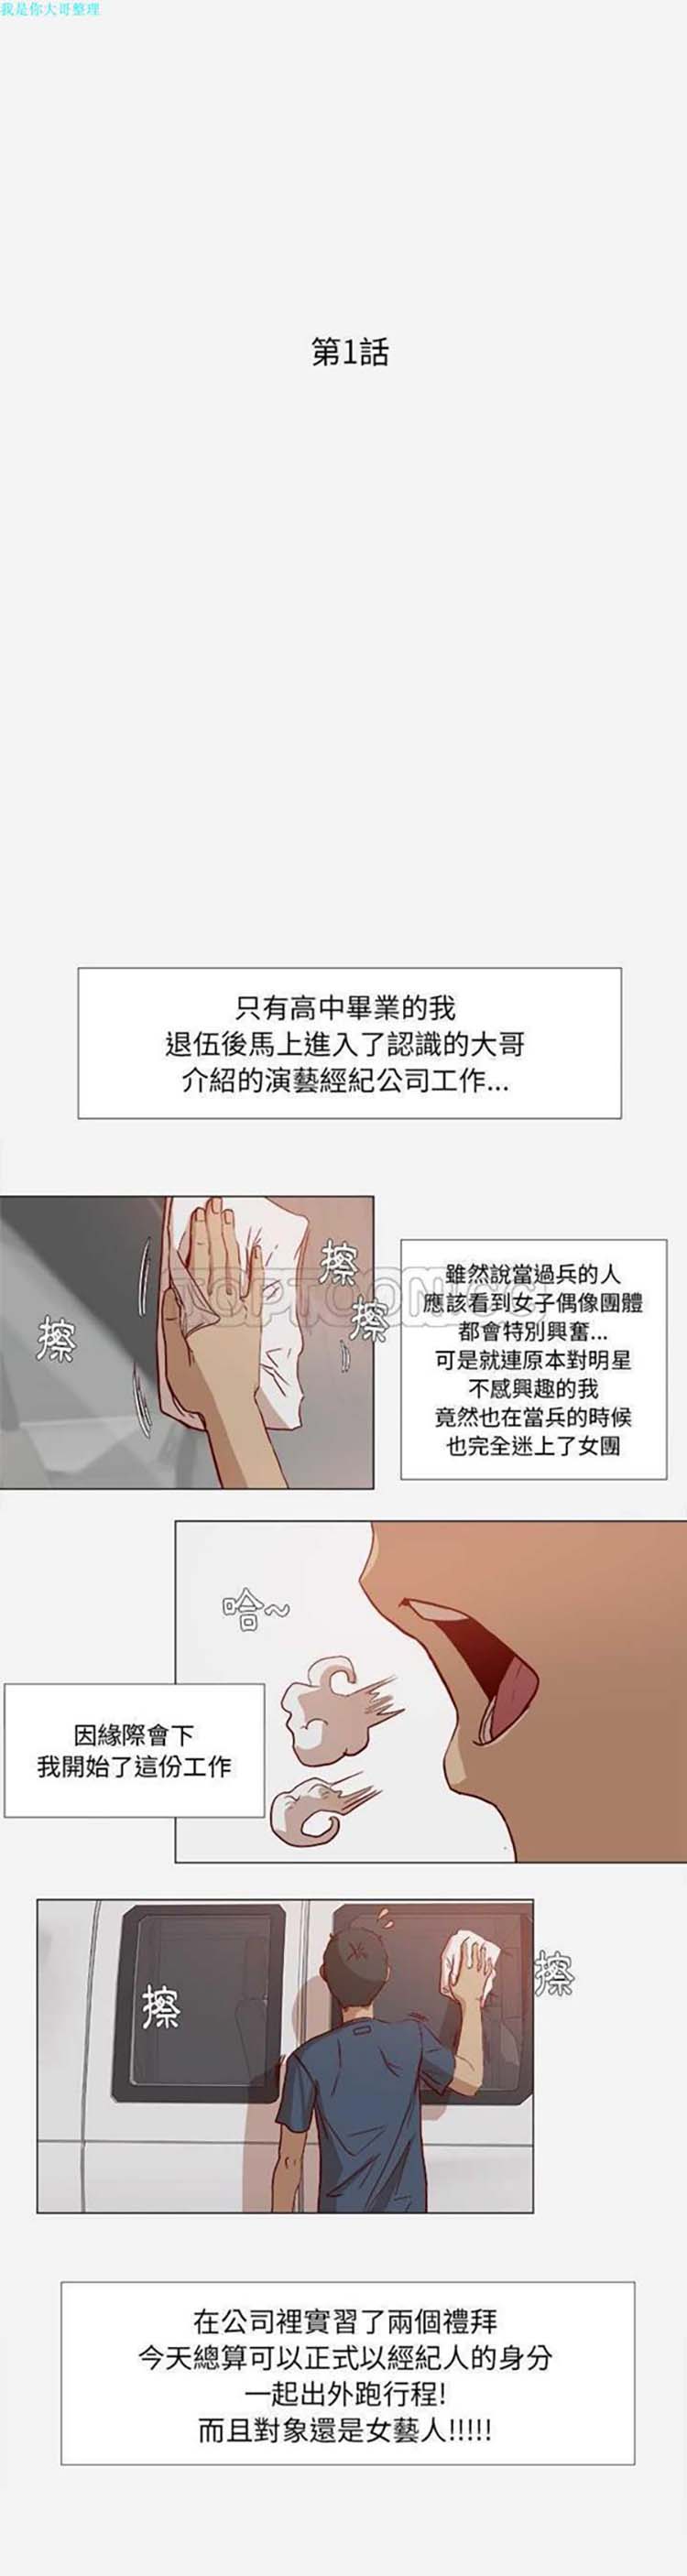 我是你大哥整理
第1話
只有高中畢業的我
退伍後馬上進入了認識的大哥
介紹的演藝經紀公司工作...
擦
擦
擦
TOPTOON.CC
雖然說當過兵的人
應該看到女子偶像團體
都會特別興奮...
可是就連原本對明星
不感興趣的我
竟然也在當兵的時候
也完全迷上了女團
哈~
因緣際會下
我開始了這份工作
擦
擦
在公司裡實習了兩個禮拜
今天總算可以正式以經紀人的身分
一起出外跑行程!
而且對象還是女藝人!!!!!